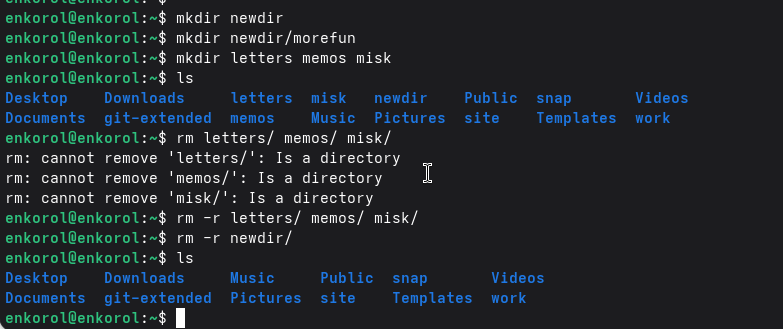 enkorol@enkorol:~$ mkdir newdir
enkorol@enkorol:~$ mkdir newdir/morefun
enkorol@enkorol:~$ mkdir letters memos misk
enkorol@enkorol:~$ ls
Desktop Downloads letters misk newdir Public snap Videos
Documents git-extended memos Music Pictures site Templates work
enkorol@enkorol:~$ rm letters/ memos/ misk/
rm: cannot remove 'letters/': Is a directory
rm: cannot remove 'memos/': Is a directory
rm: cannot remove 'misk/': Is a directory
enkorol@enkorol:~$ rm -r letters/ memos/ misk/
enkorol@enkorol:~$ rm -r newdir/
enkorol@enkorol:~$ ls
Desktop Downloads Music Public snap Videos
Documents git-extended Pictures site Templates work
enkorol@enkorol:~$